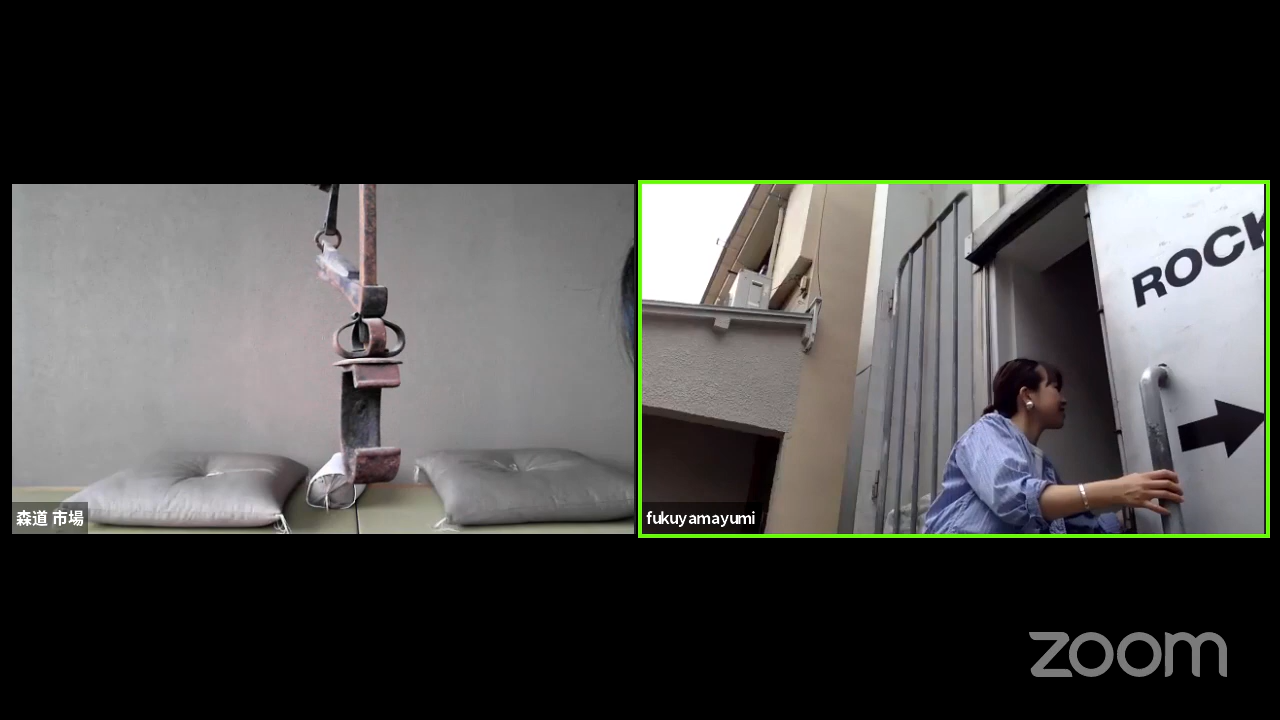 ROCK
森道 市場
fukuyamayumi
zoom